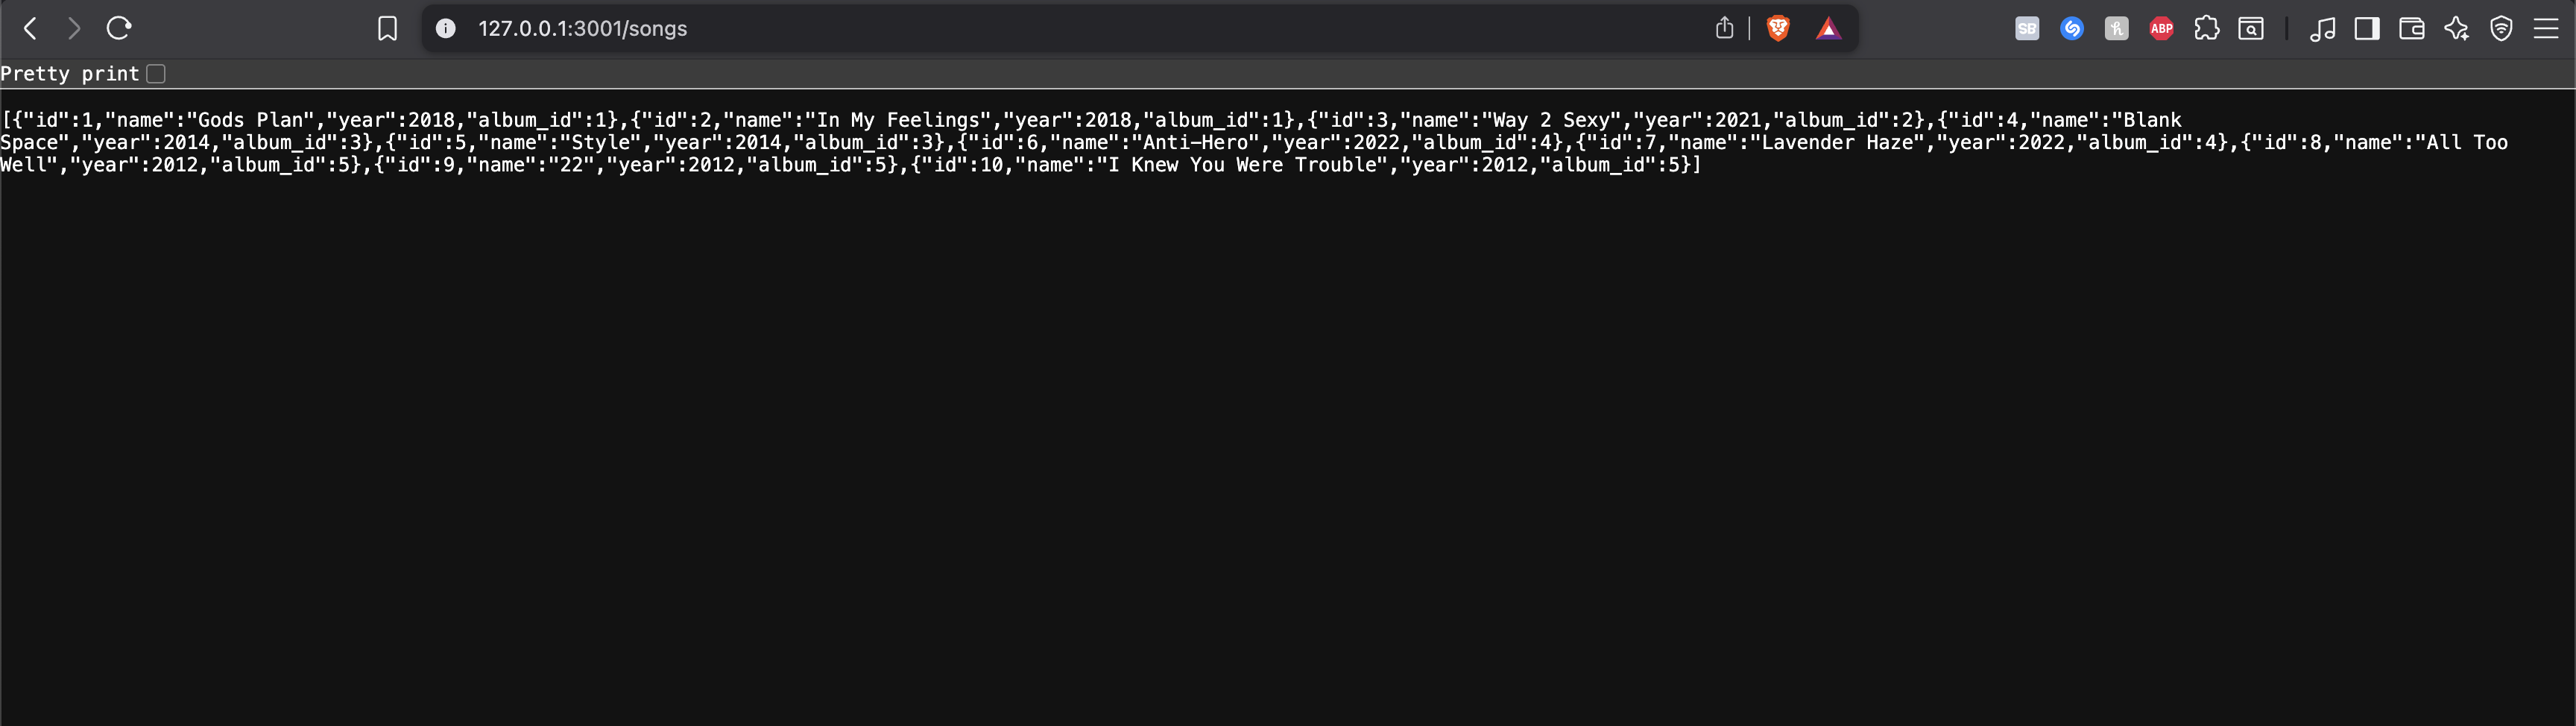 127.0.0.1:3001/songs
SB
ABP
Pretty print
[{"id":1,"name":"Gods Plan","year":2018,"album_id":1},{"id":2,"name":"In My Feelings","year":2018,"album_id":1},{"id":3,"name":"Way 2 Sexy","year":2021,"album_id":2},{"id":4,"name":"Blank
Space","year":2014,"album_id":3},{"id":5,"name":"Style","year":2014,"album_id":3},{"id":6,"name":"Anti-Hero","year":2022,"album_id":4},{"id":7,"name":"Lavender Haze","year":2022,"album_id":4},{"id":8,"name":"All Too
Well","year":2012,"album_id":5},{"id":9,"name":"22","year":2012,"album_id":5},{"id":10,"name":"I Knew You Were Trouble","year":2012,"album_id":5}]